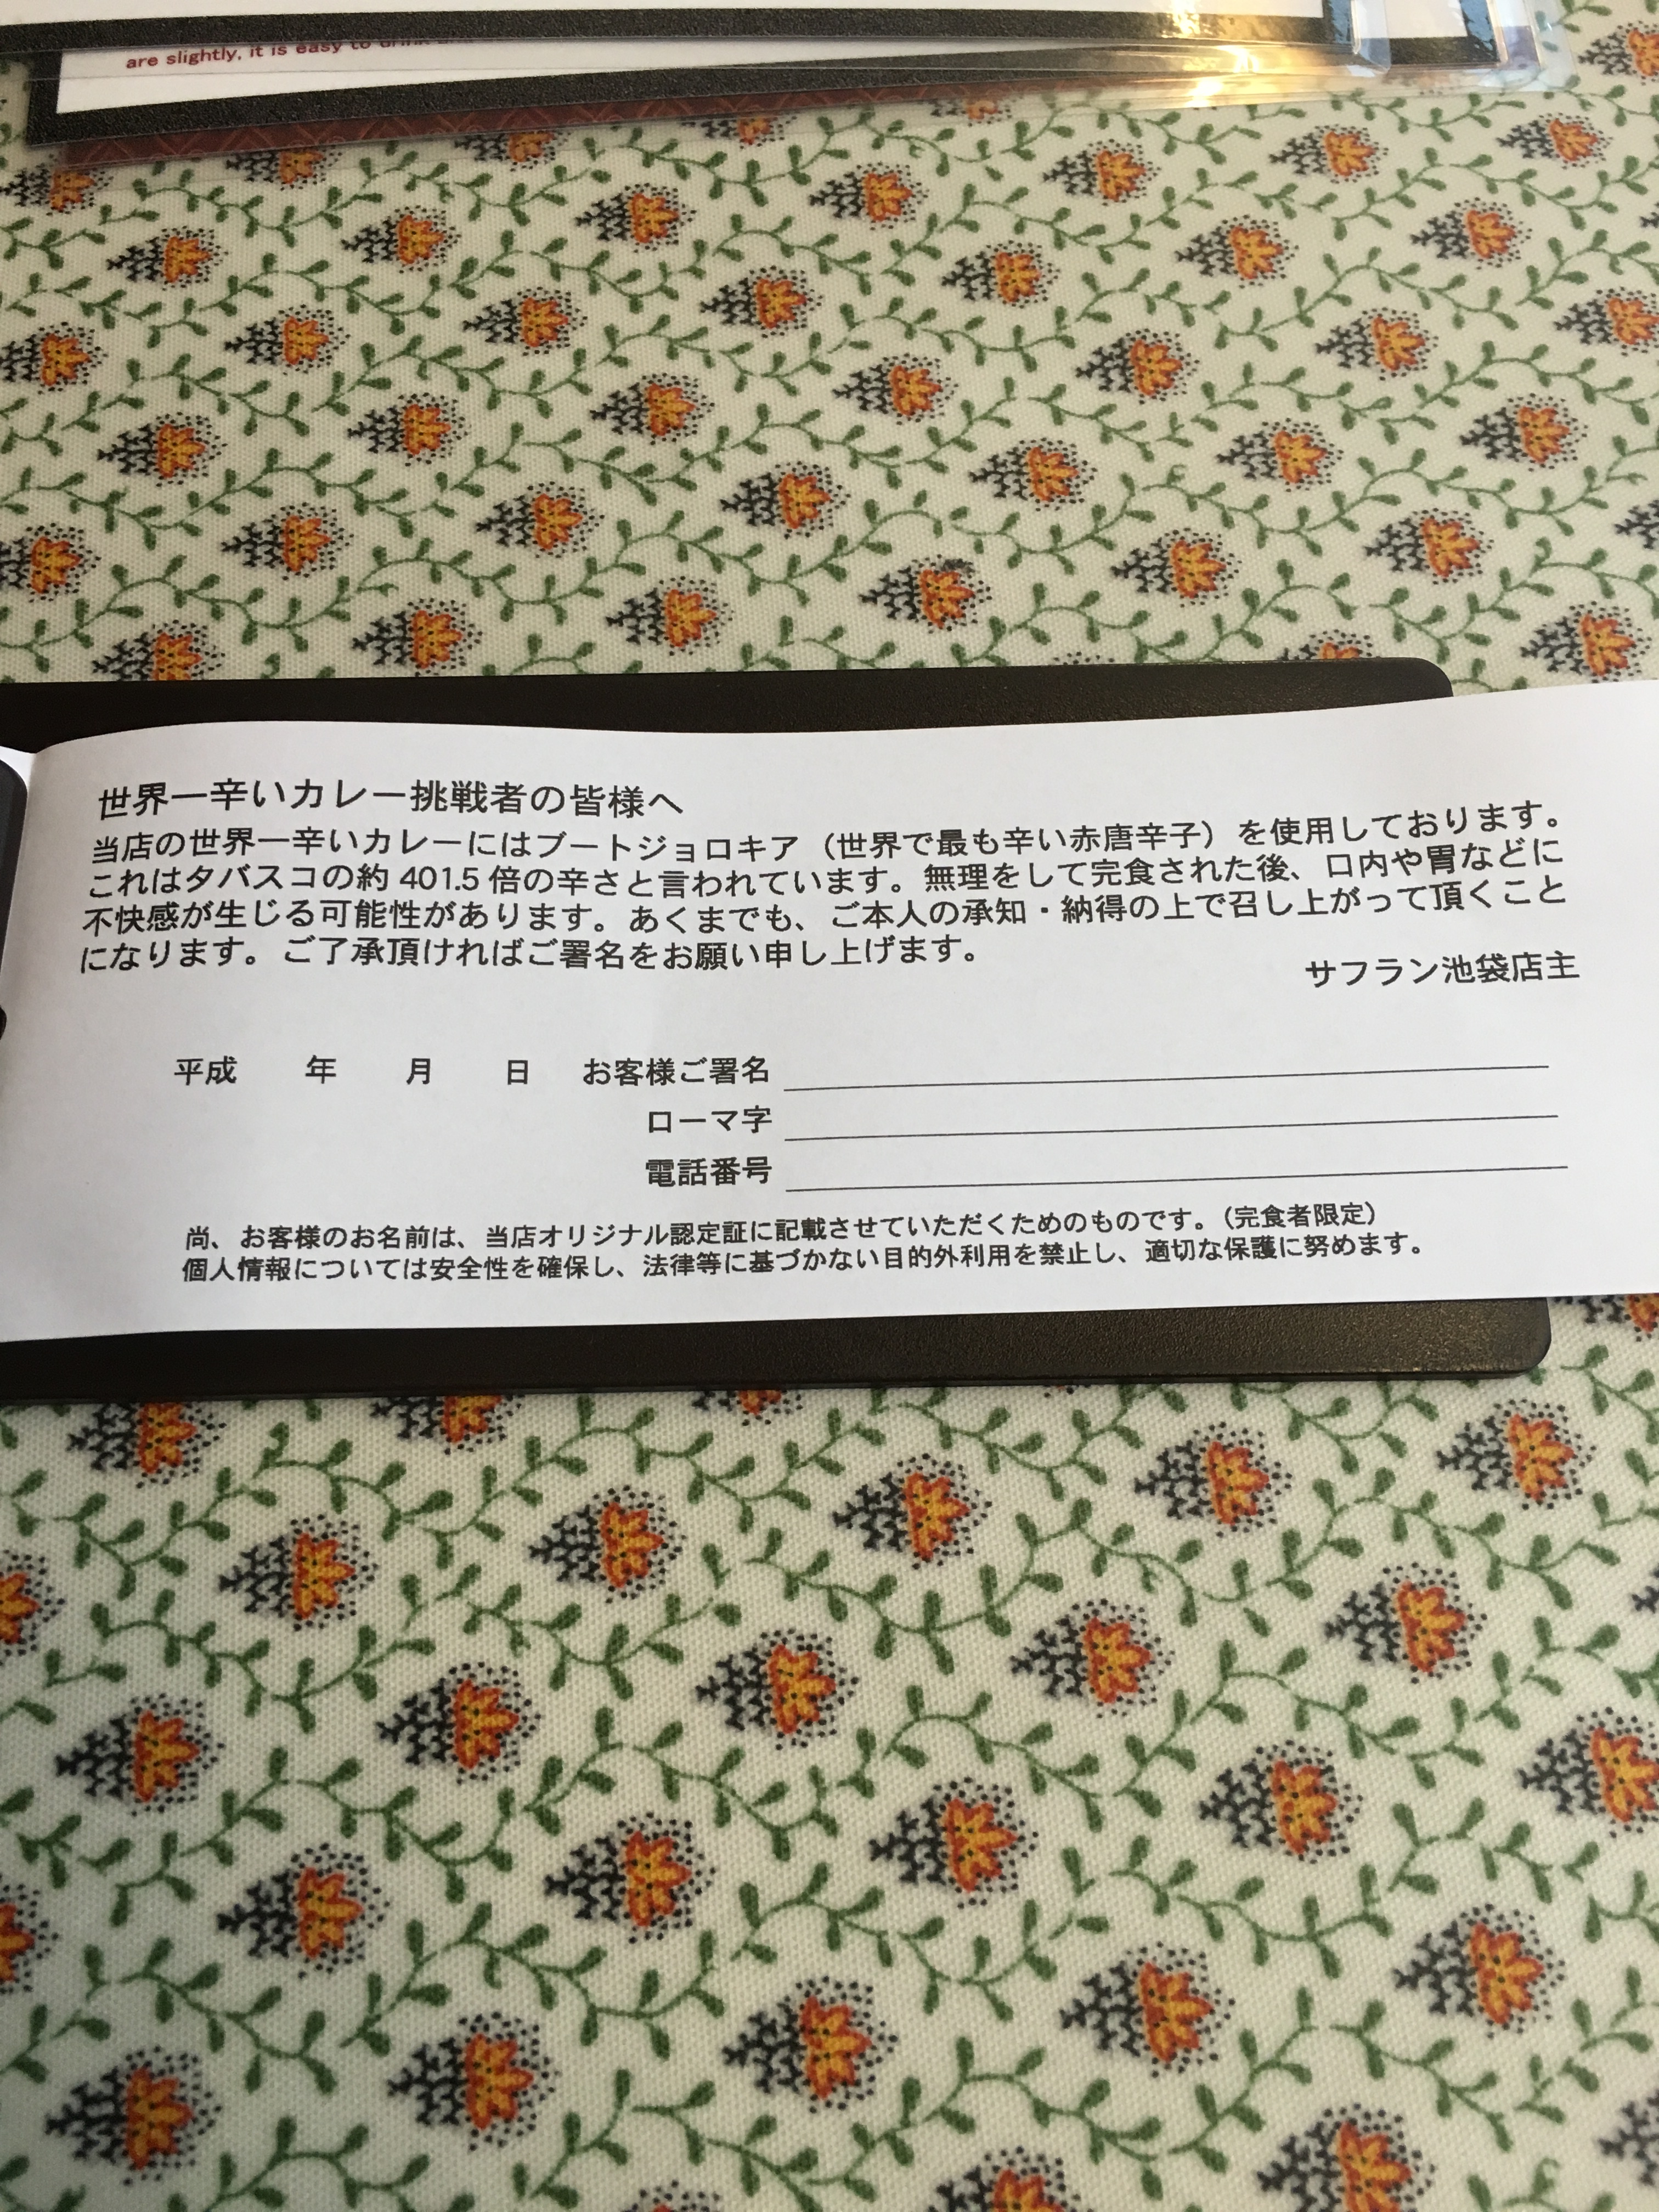 are slightly, it is easy to drink
世界一辛いカレー挑戦者の皆様へ
当店の世界一辛いカレーにはブートジョロキア（世界で最も辛い赤唐辛子）を使用しております。
これはタバスコの約 401.5 倍の辛さと言われています。無理をして完食された後、口内や胃などに
不快感が生じる可能性があります。あくまでも、ご本人の承知・納得の上で召し上がって頂くこと
になります。ご了承頂ければご署名をお願い申し上げます。
サフラン池袋店主
平成 年 月 日 お客様ご署名
ローマ字
電話番号
尚、お客様のお名前は、当店オリジナル認定証に記載させていただくためのものです。（完食者限定）
個人情報については安全性を確保し、法律等に基づかない目的外利用を禁止し、適切な保護に努めます。